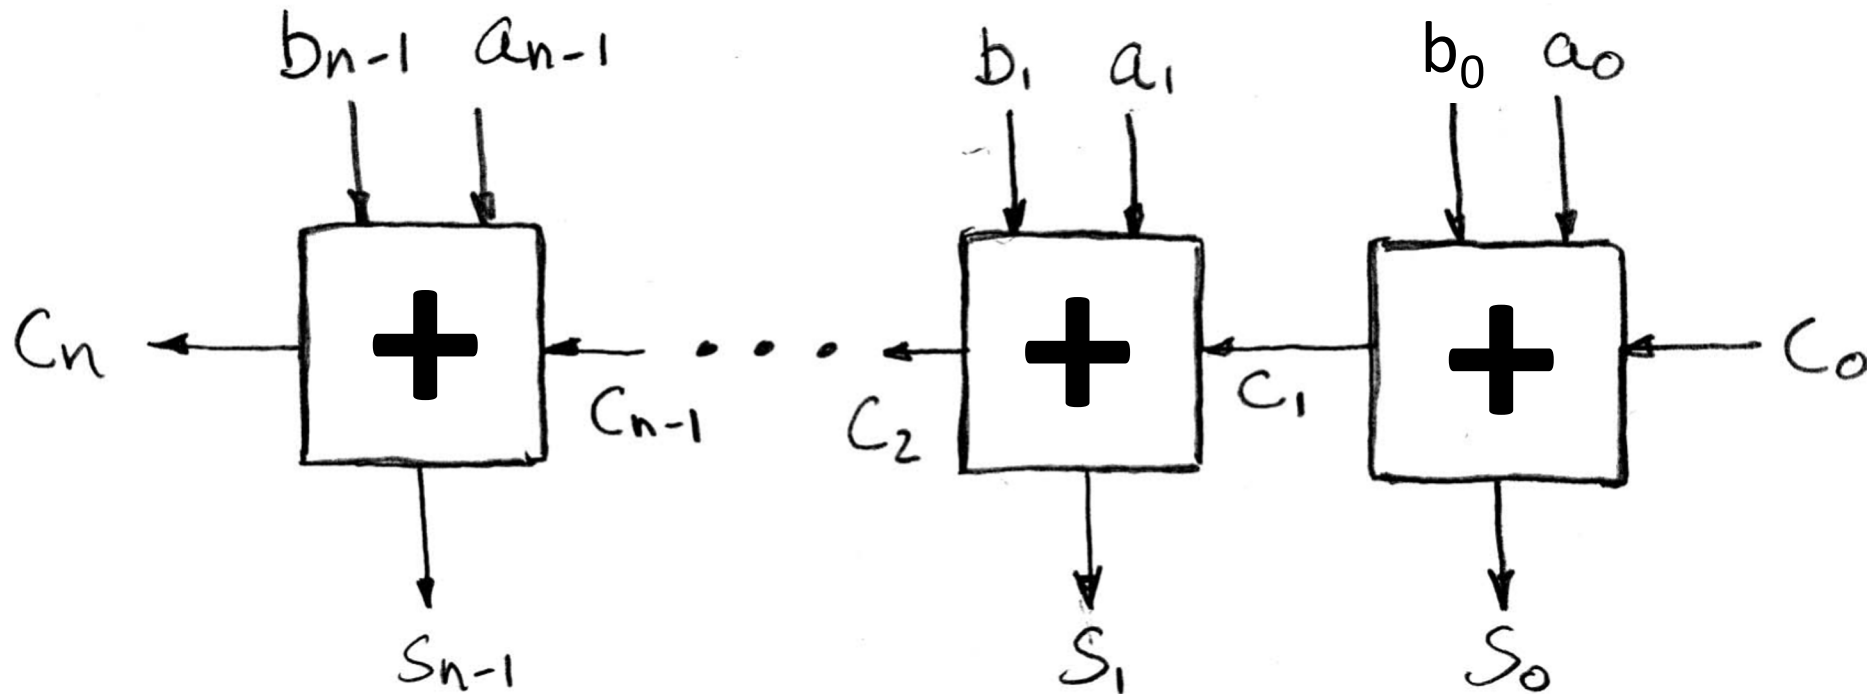 bn-1 an-1 b1 a1 b0 a0
Cn + Cn-1 • • • C2 + C1 + C0
Sn-1 S1 S0